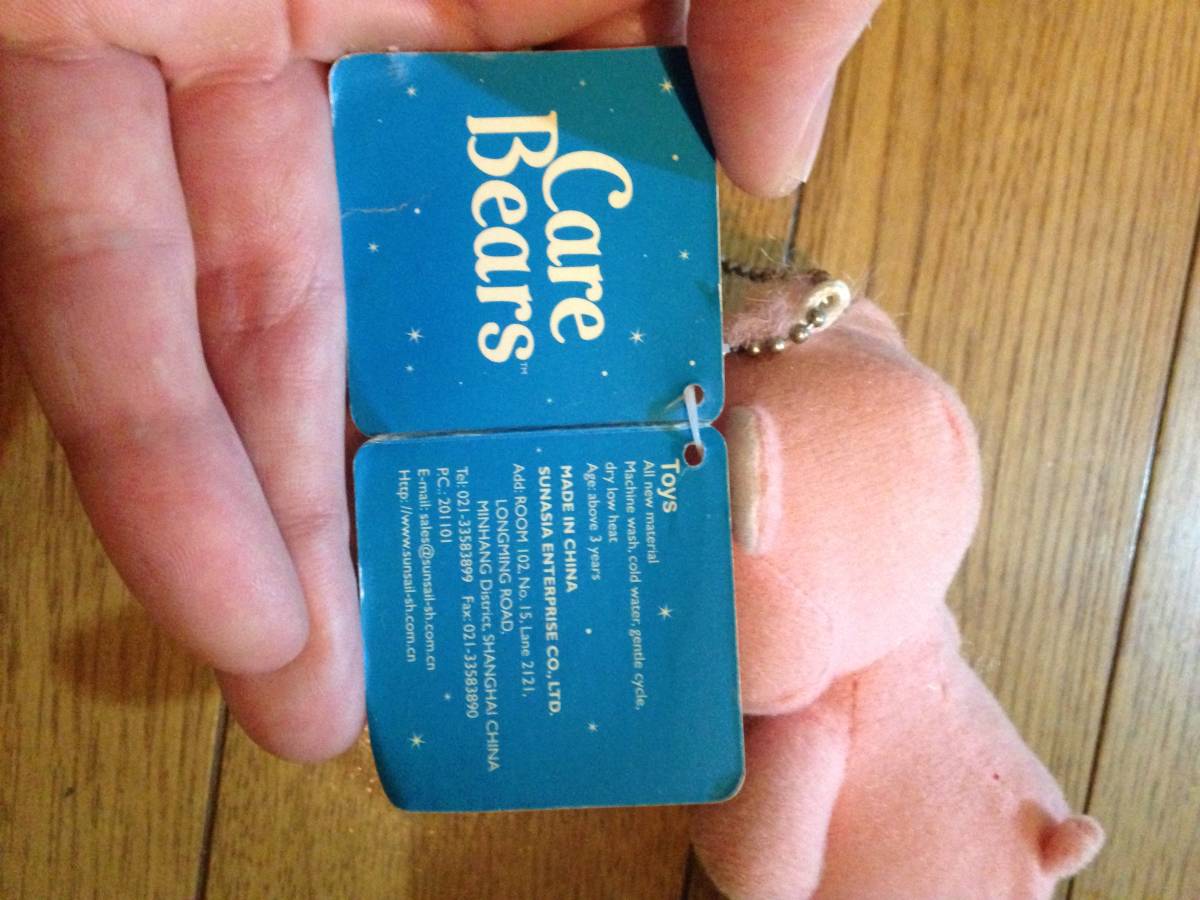 Care
Bears™
Toys
All new material
Machine wash, cold water, gentle cycle,
dry low heat
Age: above 3 years
MADE IN CHINA
SUNASIA ENTERPRISE CO., LTD.
Add: ROOM 102, No. 15, Lane 2121,
LONGMING ROAD,
MINHANG District, SHANGHAI CHINA
Tel: 021-33583899 Fax: 021-33583890
P.C.: 201101
E-mail: sales@sunsail-sh.com.cn
Http: //www.sunsail-sh.com.cn